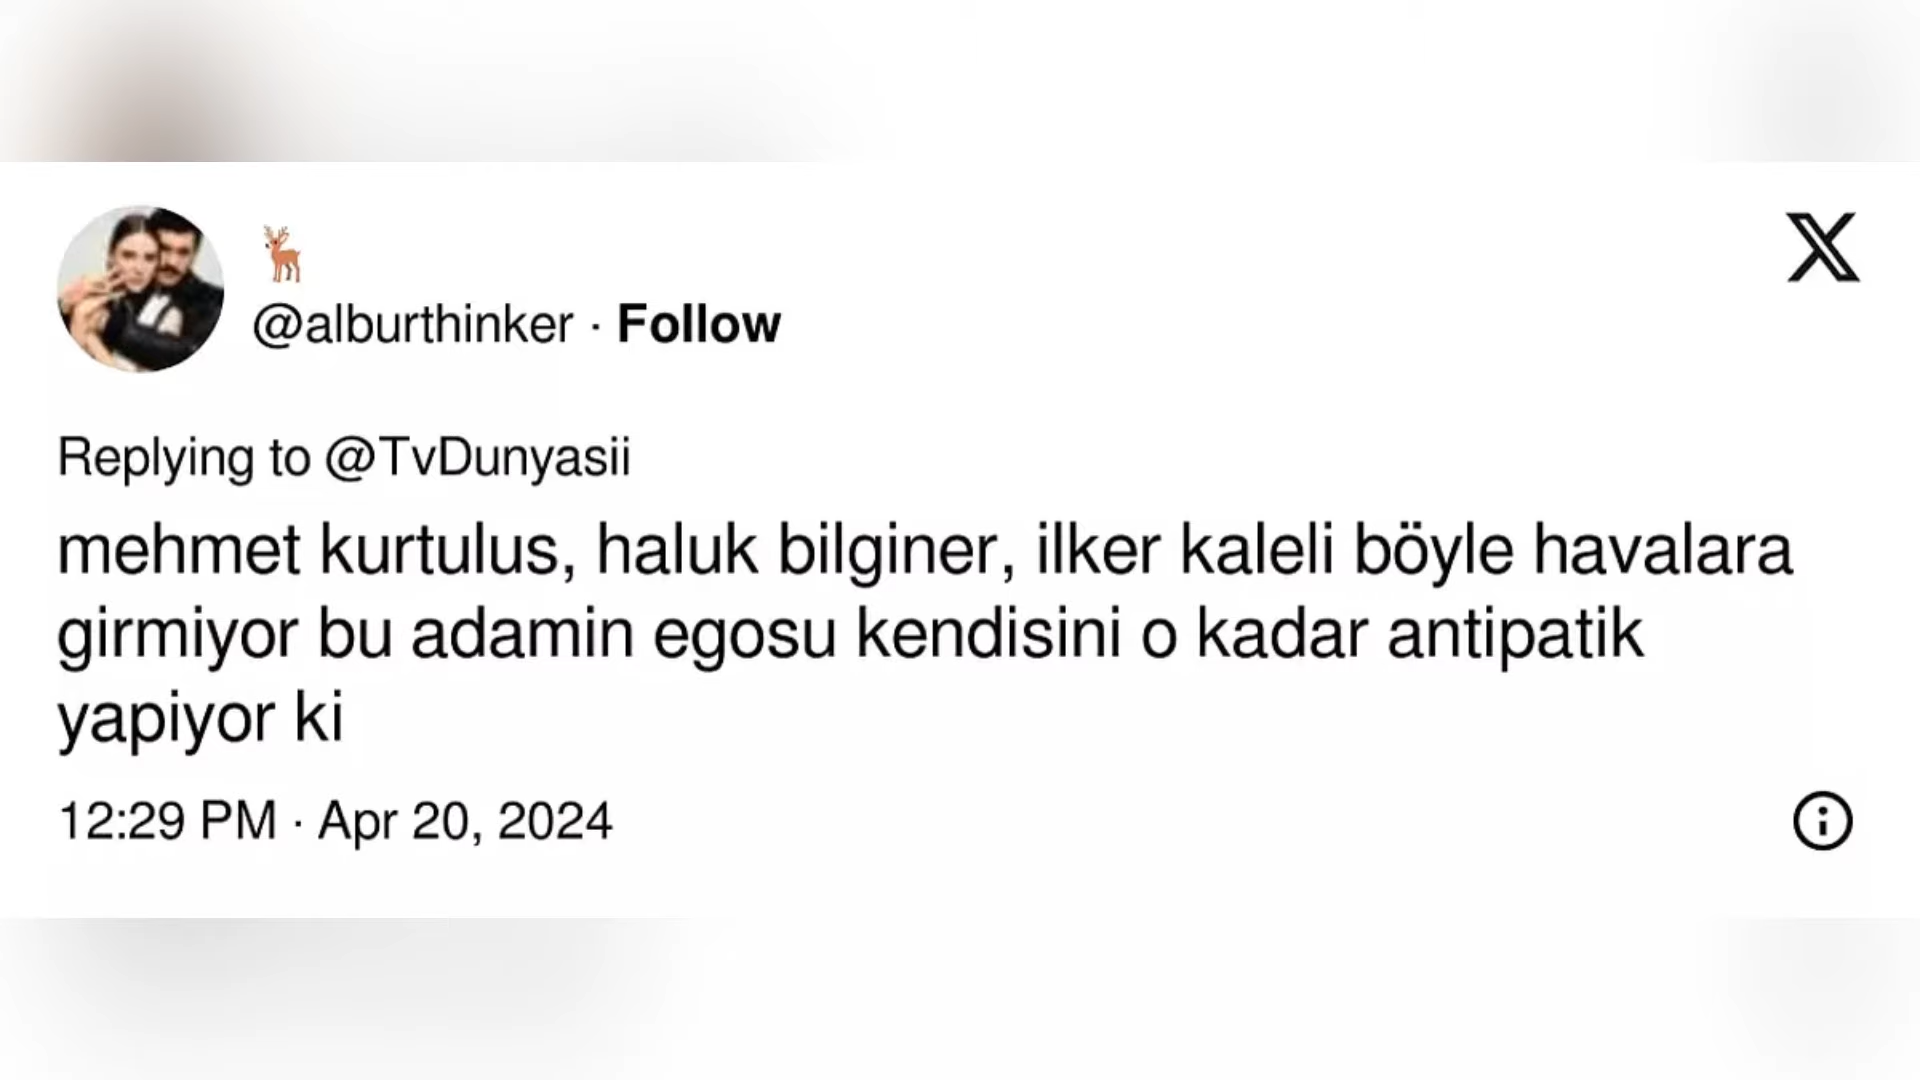 🦌
@alburthinker · Follow
Replying to @TvDunyasii
mehmet kurtulus, haluk bilginer, ilker kaleli böyle havalara
girmiyor bu adamin egosu kendisini o kadar antipatik
yapiyor ki
12:29 PM · Apr 20, 2024